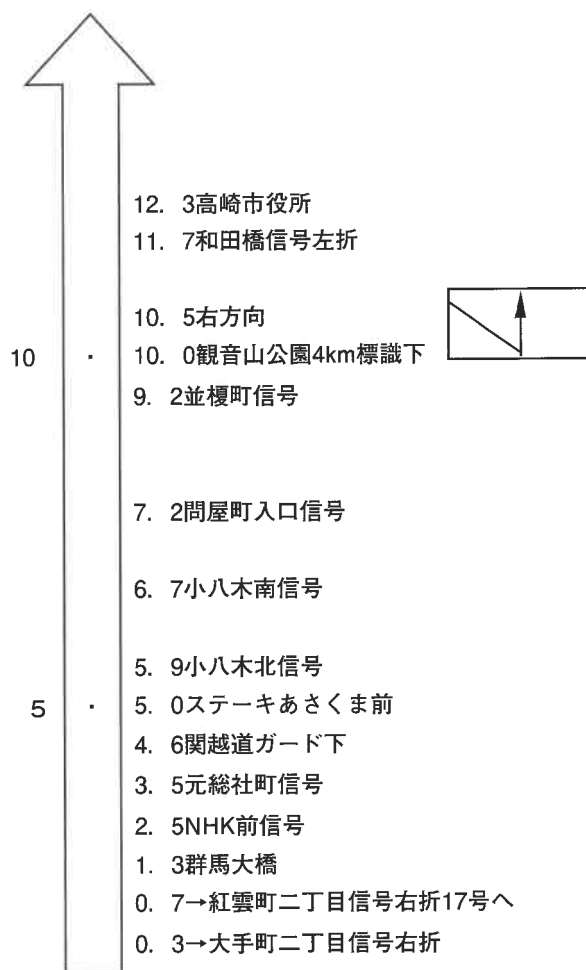 12. 3高崎市役所
11. 7和田橋信号左折
10. 5右方向
10 · 10. 0観音山公園4km標識下
9. 2並榎町信号
7. 2問屋町入口信号
6. 7小八木南信号
5. 9小八木北信号
5 · 5. 0ステーキあさくま前
4. 6関越道ガード下
3. 5元総社町信号
2. 5NHK前信号
1. 3群馬大橋
0. 7→紅雲町二丁目信号右折17号へ
0. 3→大手町二丁目信号右折